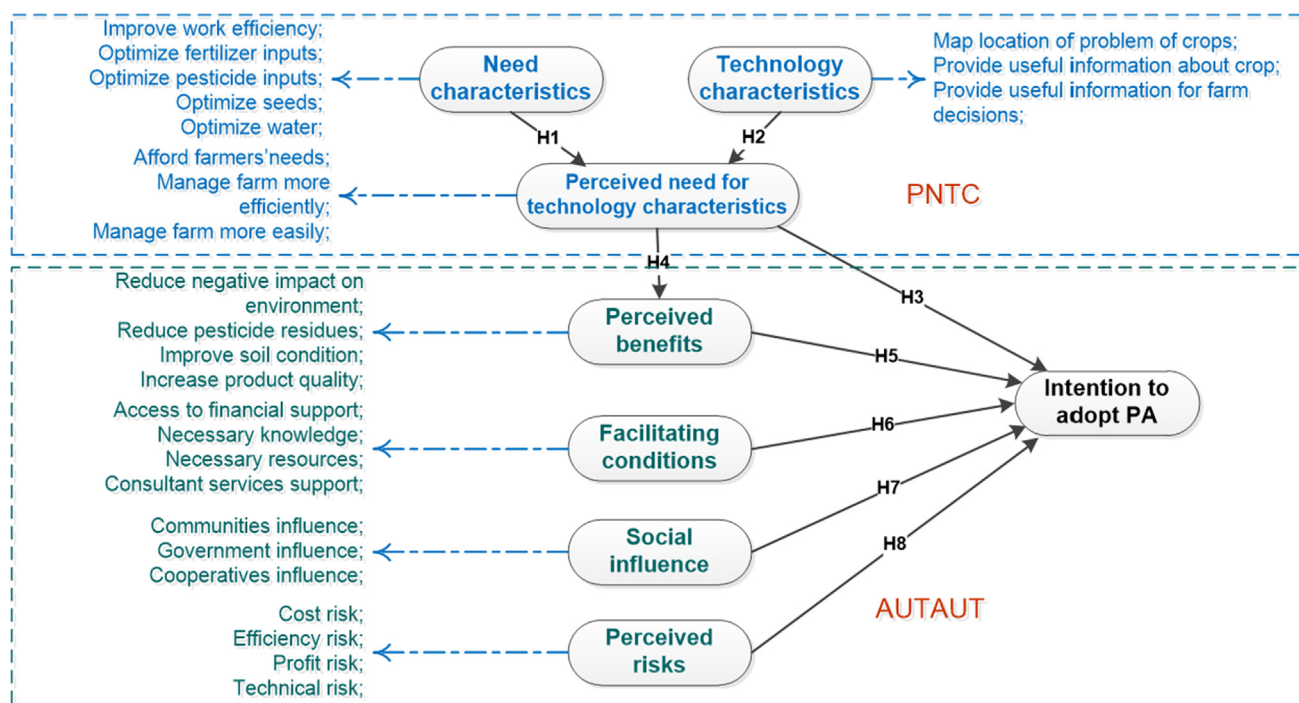 Improve work efficiency;
Optimize fertilizer inputs;
Optimize pesticide inputs;
Optimize seeds;
Optimize water;
Need
characteristics
Technology
characteristics
Map location of problem of crops;
Provide useful information about crop;
Provide useful information for farm
decisions;
H1
H2
Afford farmers'needs;
Manage farm more
efficiently;
Manage farm more easily;
Perceived need for
technology characteristics
PNTC
H4
H3
Reduce negative impact on
environment;
Reduce pesticide residues;
Improve soil condition;
Increase product quality;
Perceived
benefits
H5
Intention to
adopt PA
Access to financial support;
Necessary knowledge;
Necessary resources;
Consultant services support;
Facilitating
conditions
H6
H7
Communities influence;
Government influence;
Cooperatives influence;
Social
influence
H8
AUTAUT
Cost risk;
Efficiency risk;
Profit risk;
Technical risk;
Perceived
risks